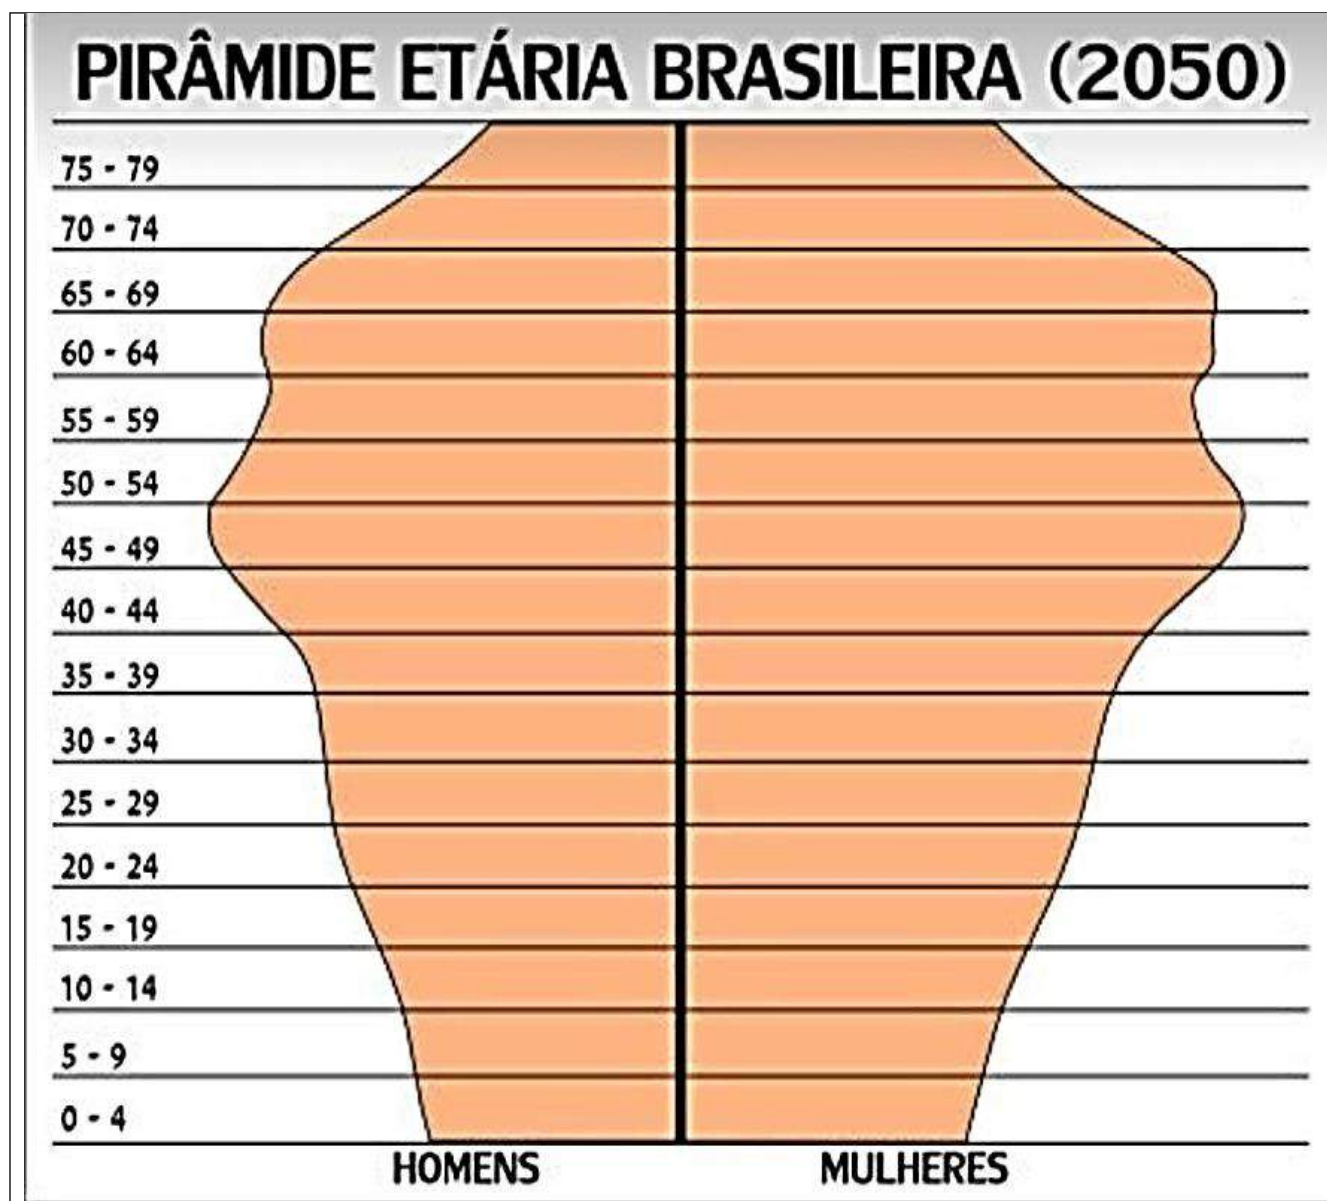 PIRÂMIDE ETÁRIA BRASILEIRA (2050)
75 - 79
70 - 74
65 - 69
60 - 64
55 - 59
50 - 54
45 - 49
40 - 44
35 - 39
30 - 34
25 - 29
20 - 24
15 - 19
10 - 14
5 - 9
0 - 4
HOMENS MULHERES